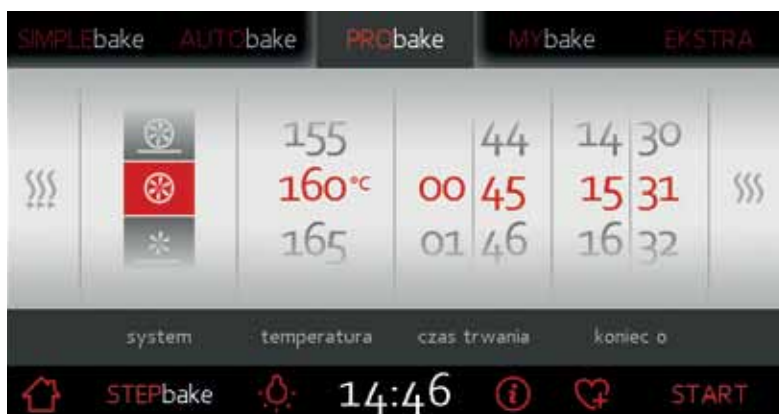 SIMPLEbake AUTObake PRObake MYbake EKSTRA
155 44 14 30
160°C 00 45 15 31
165 01 46 16 32
system temperatura czas trwania koniec o
STEPbake 14:46 i START